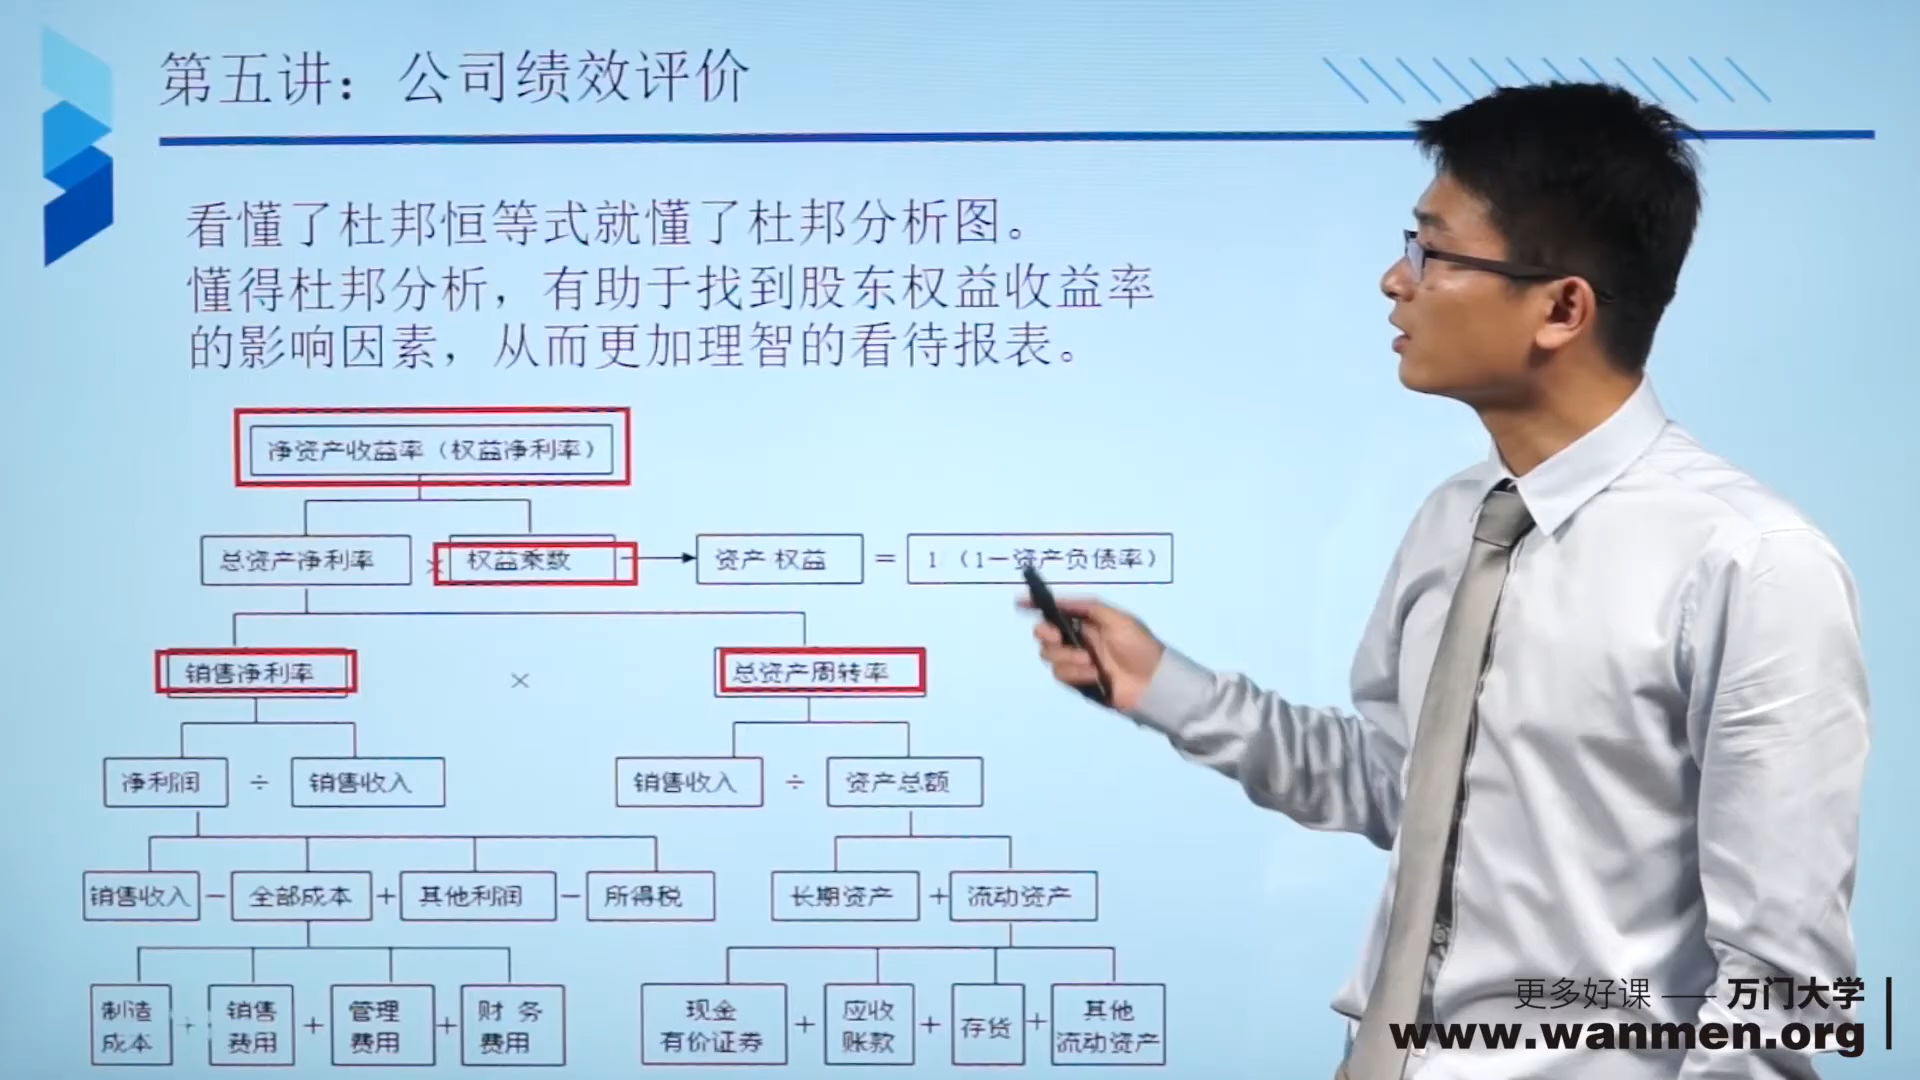 第五讲：公司绩效评价
看懂了杜邦恒等式就懂了杜邦分析图。
懂得杜邦分析，有助于找到股东权益收益率
的影响因素，从而更加理智的看待报表。
净资产收益率（权益净利率）
总资产净利率 × 权益乘数 资产 权益 = 1/（1－资产负债率）
销售净利率 × 总资产周转率
净利润 ÷ 销售收入 销售收入 ÷ 资产总额
销售收入 － 全部成本 + 其他利润 － 所得税 长期资产 + 流动资产
制造成本 + 销售费用 + 管理费用 + 财务费用 现金有价证券 + 应收账款 + 存货 + 其他流动资产
更多好课 —— 万门大学
www.wanmen.org